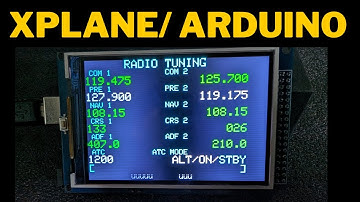 XPLANE/ ARDUINO
RADIO TUNING
COM 1 COM 2
119.475 125.700
PRE 1 PRE 2
127.900 119.175
NAV 1 NAV 2
108.15 108.15
CRS 1 CRS 2
133 026
ADF 1 ADF 2
407.0 210.0
ATC ATC MODE
1200 ALT/ON/STBY
[ ]